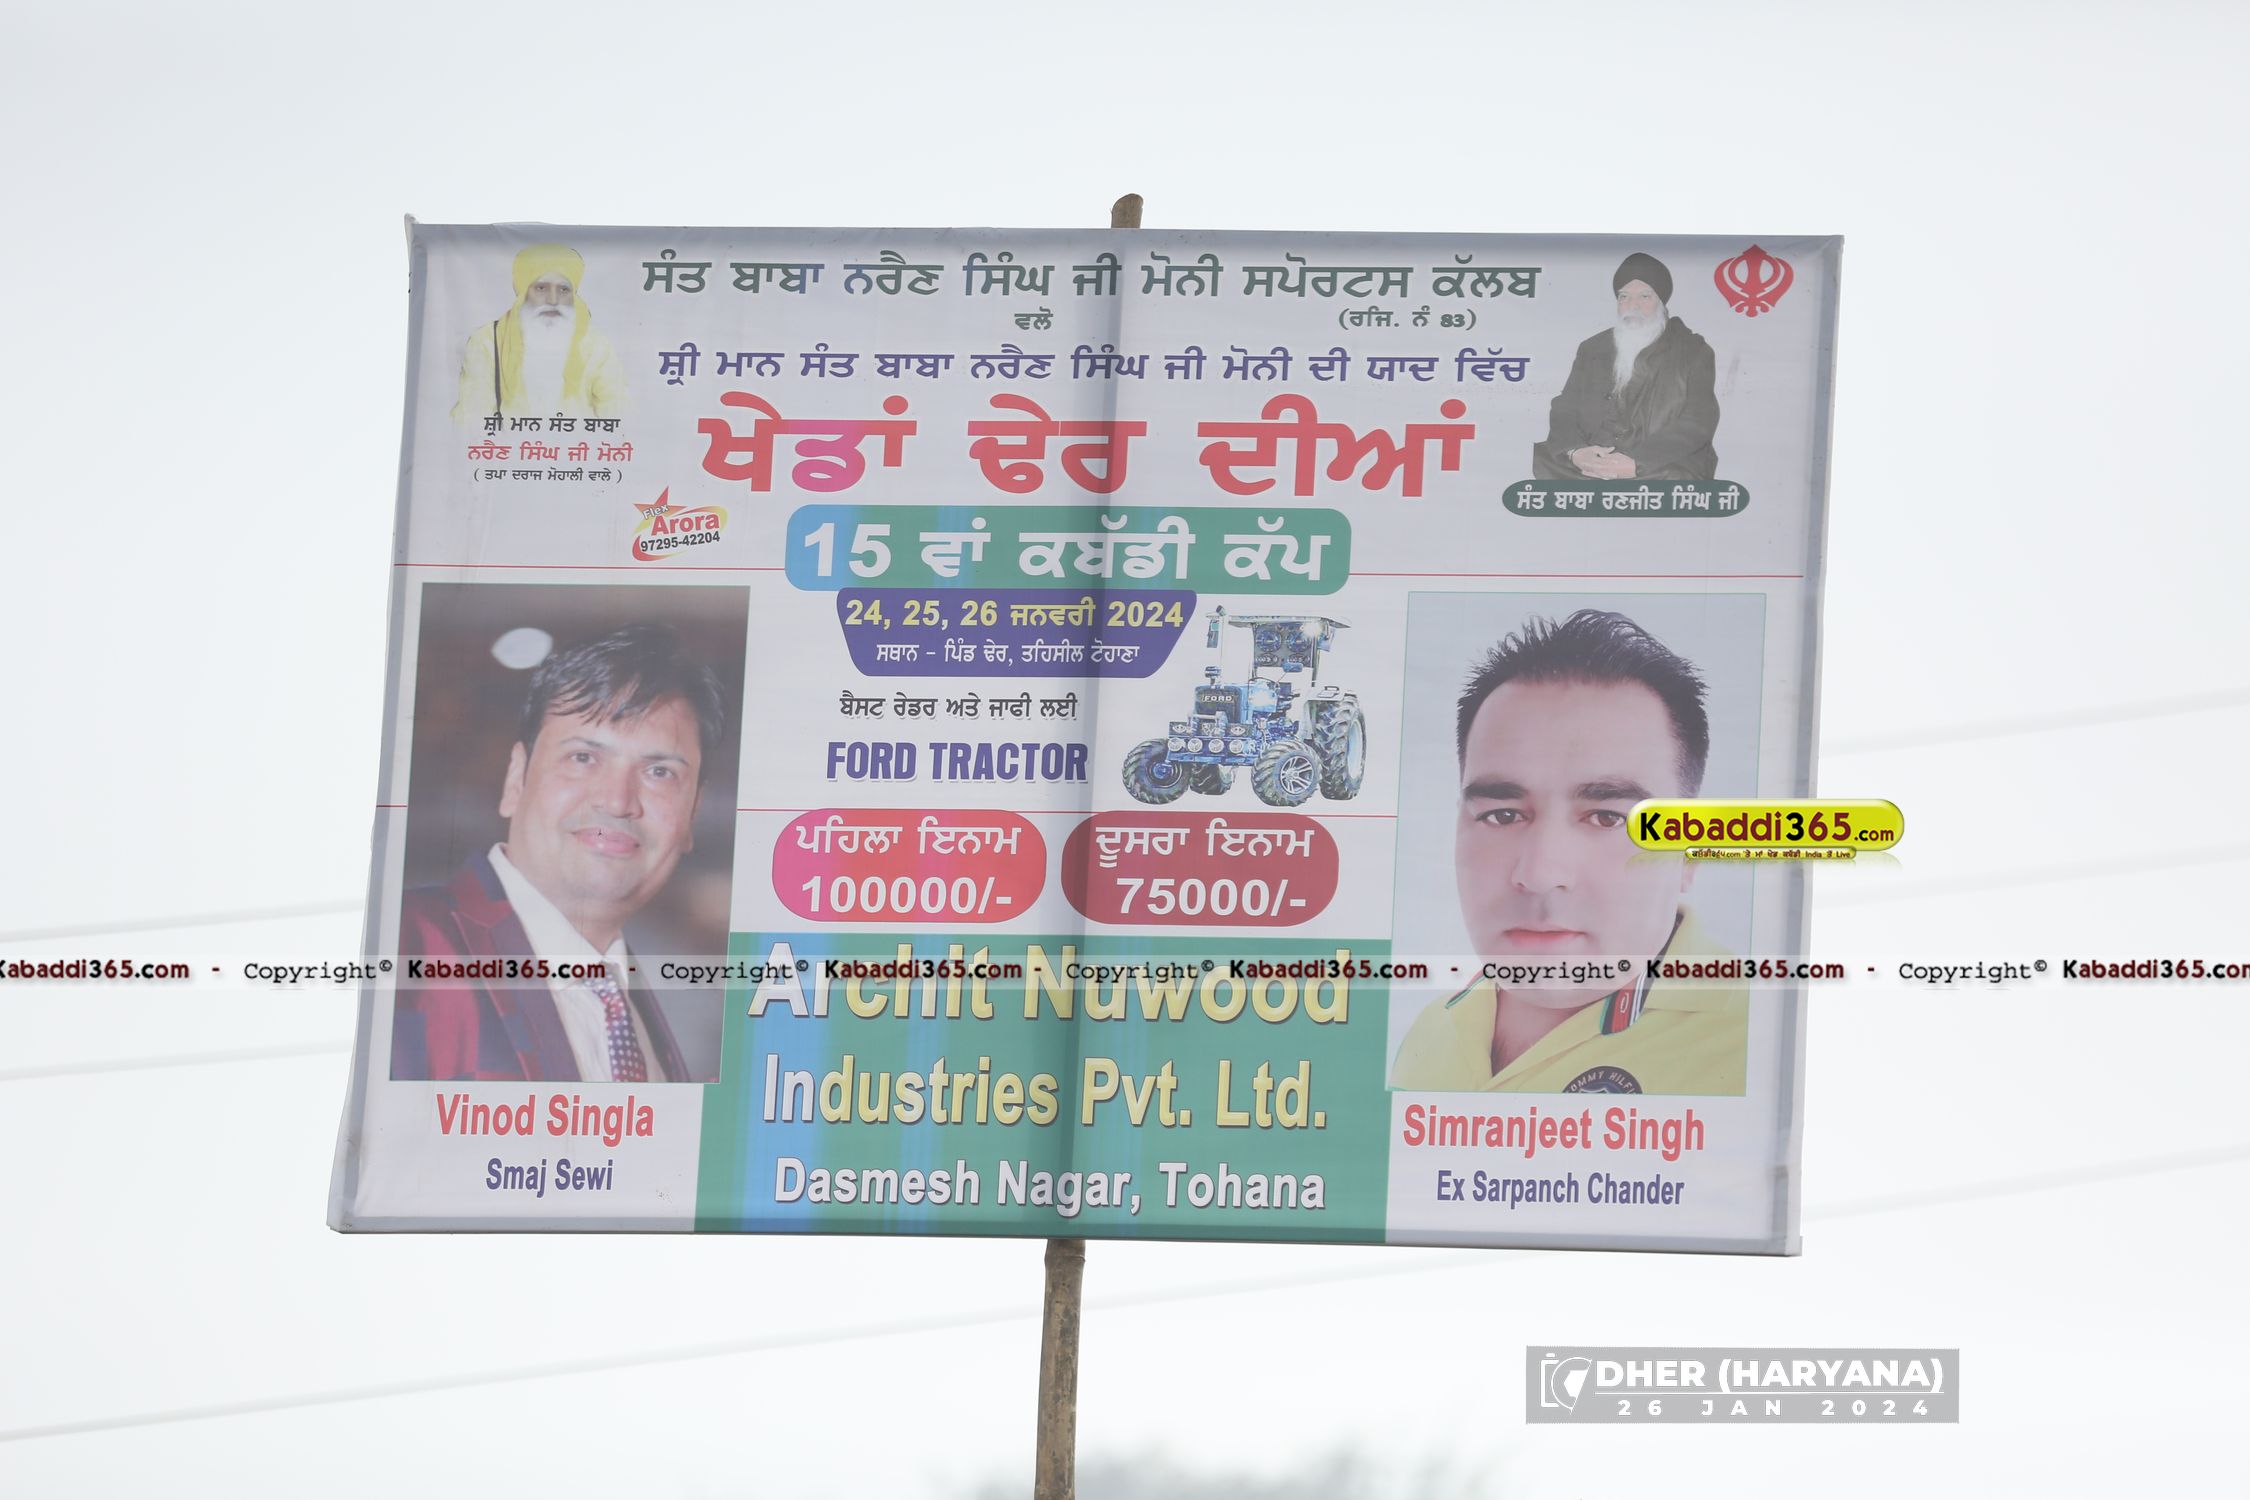 ਸੰਤ ਬਾਬਾ ਨਰੈਣ ਸਿੰਘ ਜੀ ਮੋਨੀ ਸਪੋਰਟਸ ਕੱਲਬ
ਵਲੋ
(ਰਜਿ. ਨੰ 83)
ਸ਼੍ਰੀ ਮਾਨ ਸੰਤ ਬਾਬਾ ਨਰੈਣ ਸਿੰਘ ਜੀ ਮੋਨੀ ਦੀ ਯਾਦ ਵਿੱਚ
ਖੇਡਾਂ ਢੇਰ ਦੀਆਂ
ਸ਼੍ਰੀ ਮਾਨ ਸੰਤ ਬਾਬਾ
ਨਰੈਣ ਸਿੰਘ ਜੀ ਮੋਨੀ
( ਤਪਾ ਦਰਾਜ ਮੋਹਾਲੀ ਵਾਲੇ )
ਸੰਤ ਬਾਬਾ ਰਣਜੀਤ ਸਿੰਘ ਜੀ
Flex
Arora
97295-42204
15 ਵਾਂ ਕਬੱਡੀ ਕੱਪ
24, 25, 26 ਜਨਵਰੀ 2024
ਸਥਾਨ - ਪਿੰਡ ਢੇਰ, ਤਹਿਸੀਲ ਟੋਹਾਣਾ
ਬੈਸਟ ਰੇਡਰ ਅਤੇ ਜਾਫੀ ਲਈ
FORD TRACTOR
FORD
ਪਹਿਲਾ ਇਨਾਮ
100000/-
ਦੂਸਰਾ ਇਨਾਮ
75000/-
Kabaddi365.com
Archit Nuwood
Industries Pvt. Ltd.
Dasmesh Nagar, Tohana
Kabaddi365.com - Copyright© Kabaddi365.com - Copyright© Kabaddi365.com - Copyright© Kabaddi365.com - Copyright© Kabaddi365.com - Copyright© Kabaddi365.com
Vinod Singla
Smaj Sewi
Simranjeet Singh
Ex Sarpanch Chander
DHER (HARYANA)
26 JAN 2024